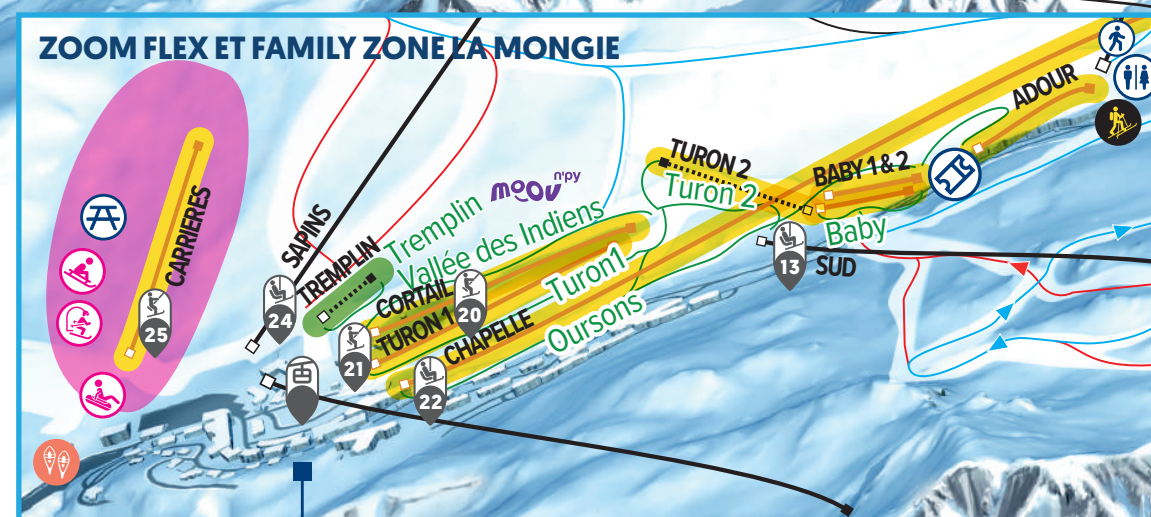 ZOOM FLEX ET FAMILY ZONE LA MONGIE
ADOUR
TURON 2
BABY 1 & 2
Turon 2
n'py
moov
Tremplin
Vallée des Indiens
CARRIERES
SAPINS
TREMPLIN
Baby
SUD
13
CORTAIL
Turon1
20
TURON 1
24
25
CHAPELLE
Oursons
21
22